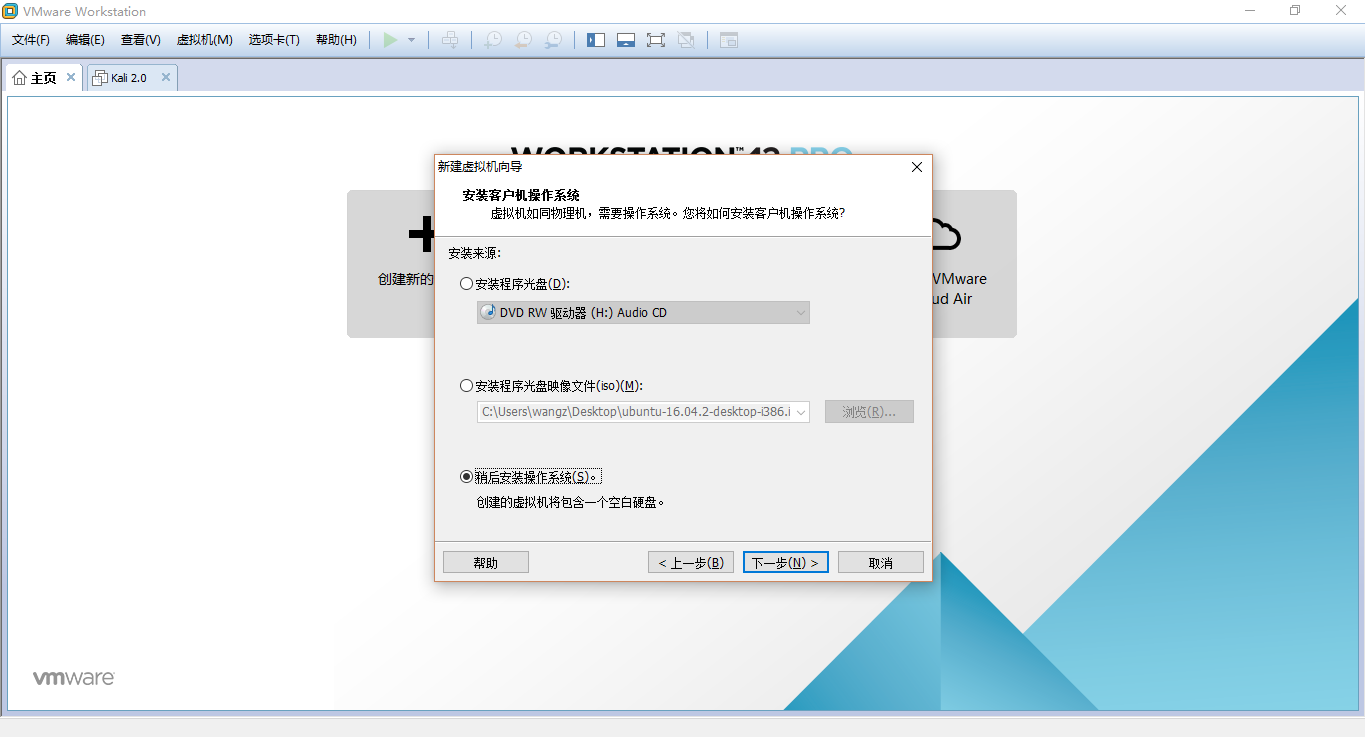 VMware Workstation
文件(F) 编辑(E) 查看(V) 虚拟机(M) 选项卡(T) 帮助(H)
主页 Kali 2.0
WORKSTATION™ 12 PRO
新建虚拟机向导
安装客户机操作系统
虚拟机如同物理机，需要操作系统。您将如何安装客户机操作系统?
创建新的
VMware
ud Air
安装来源:
安装程序光盘(D):
DVD RW 驱动器 (H:) Audio CD
安装程序光盘映像文件(iso)(M):
C:\Users\wangz\Desktop\ubuntu-16.04.2-desktop-i386.i
浏览(R)...
稍后安装操作系统(S)。
创建的虚拟机将包含一个空白硬盘。
帮助 < 上一步(B) 下一步(N) > 取消
vmware